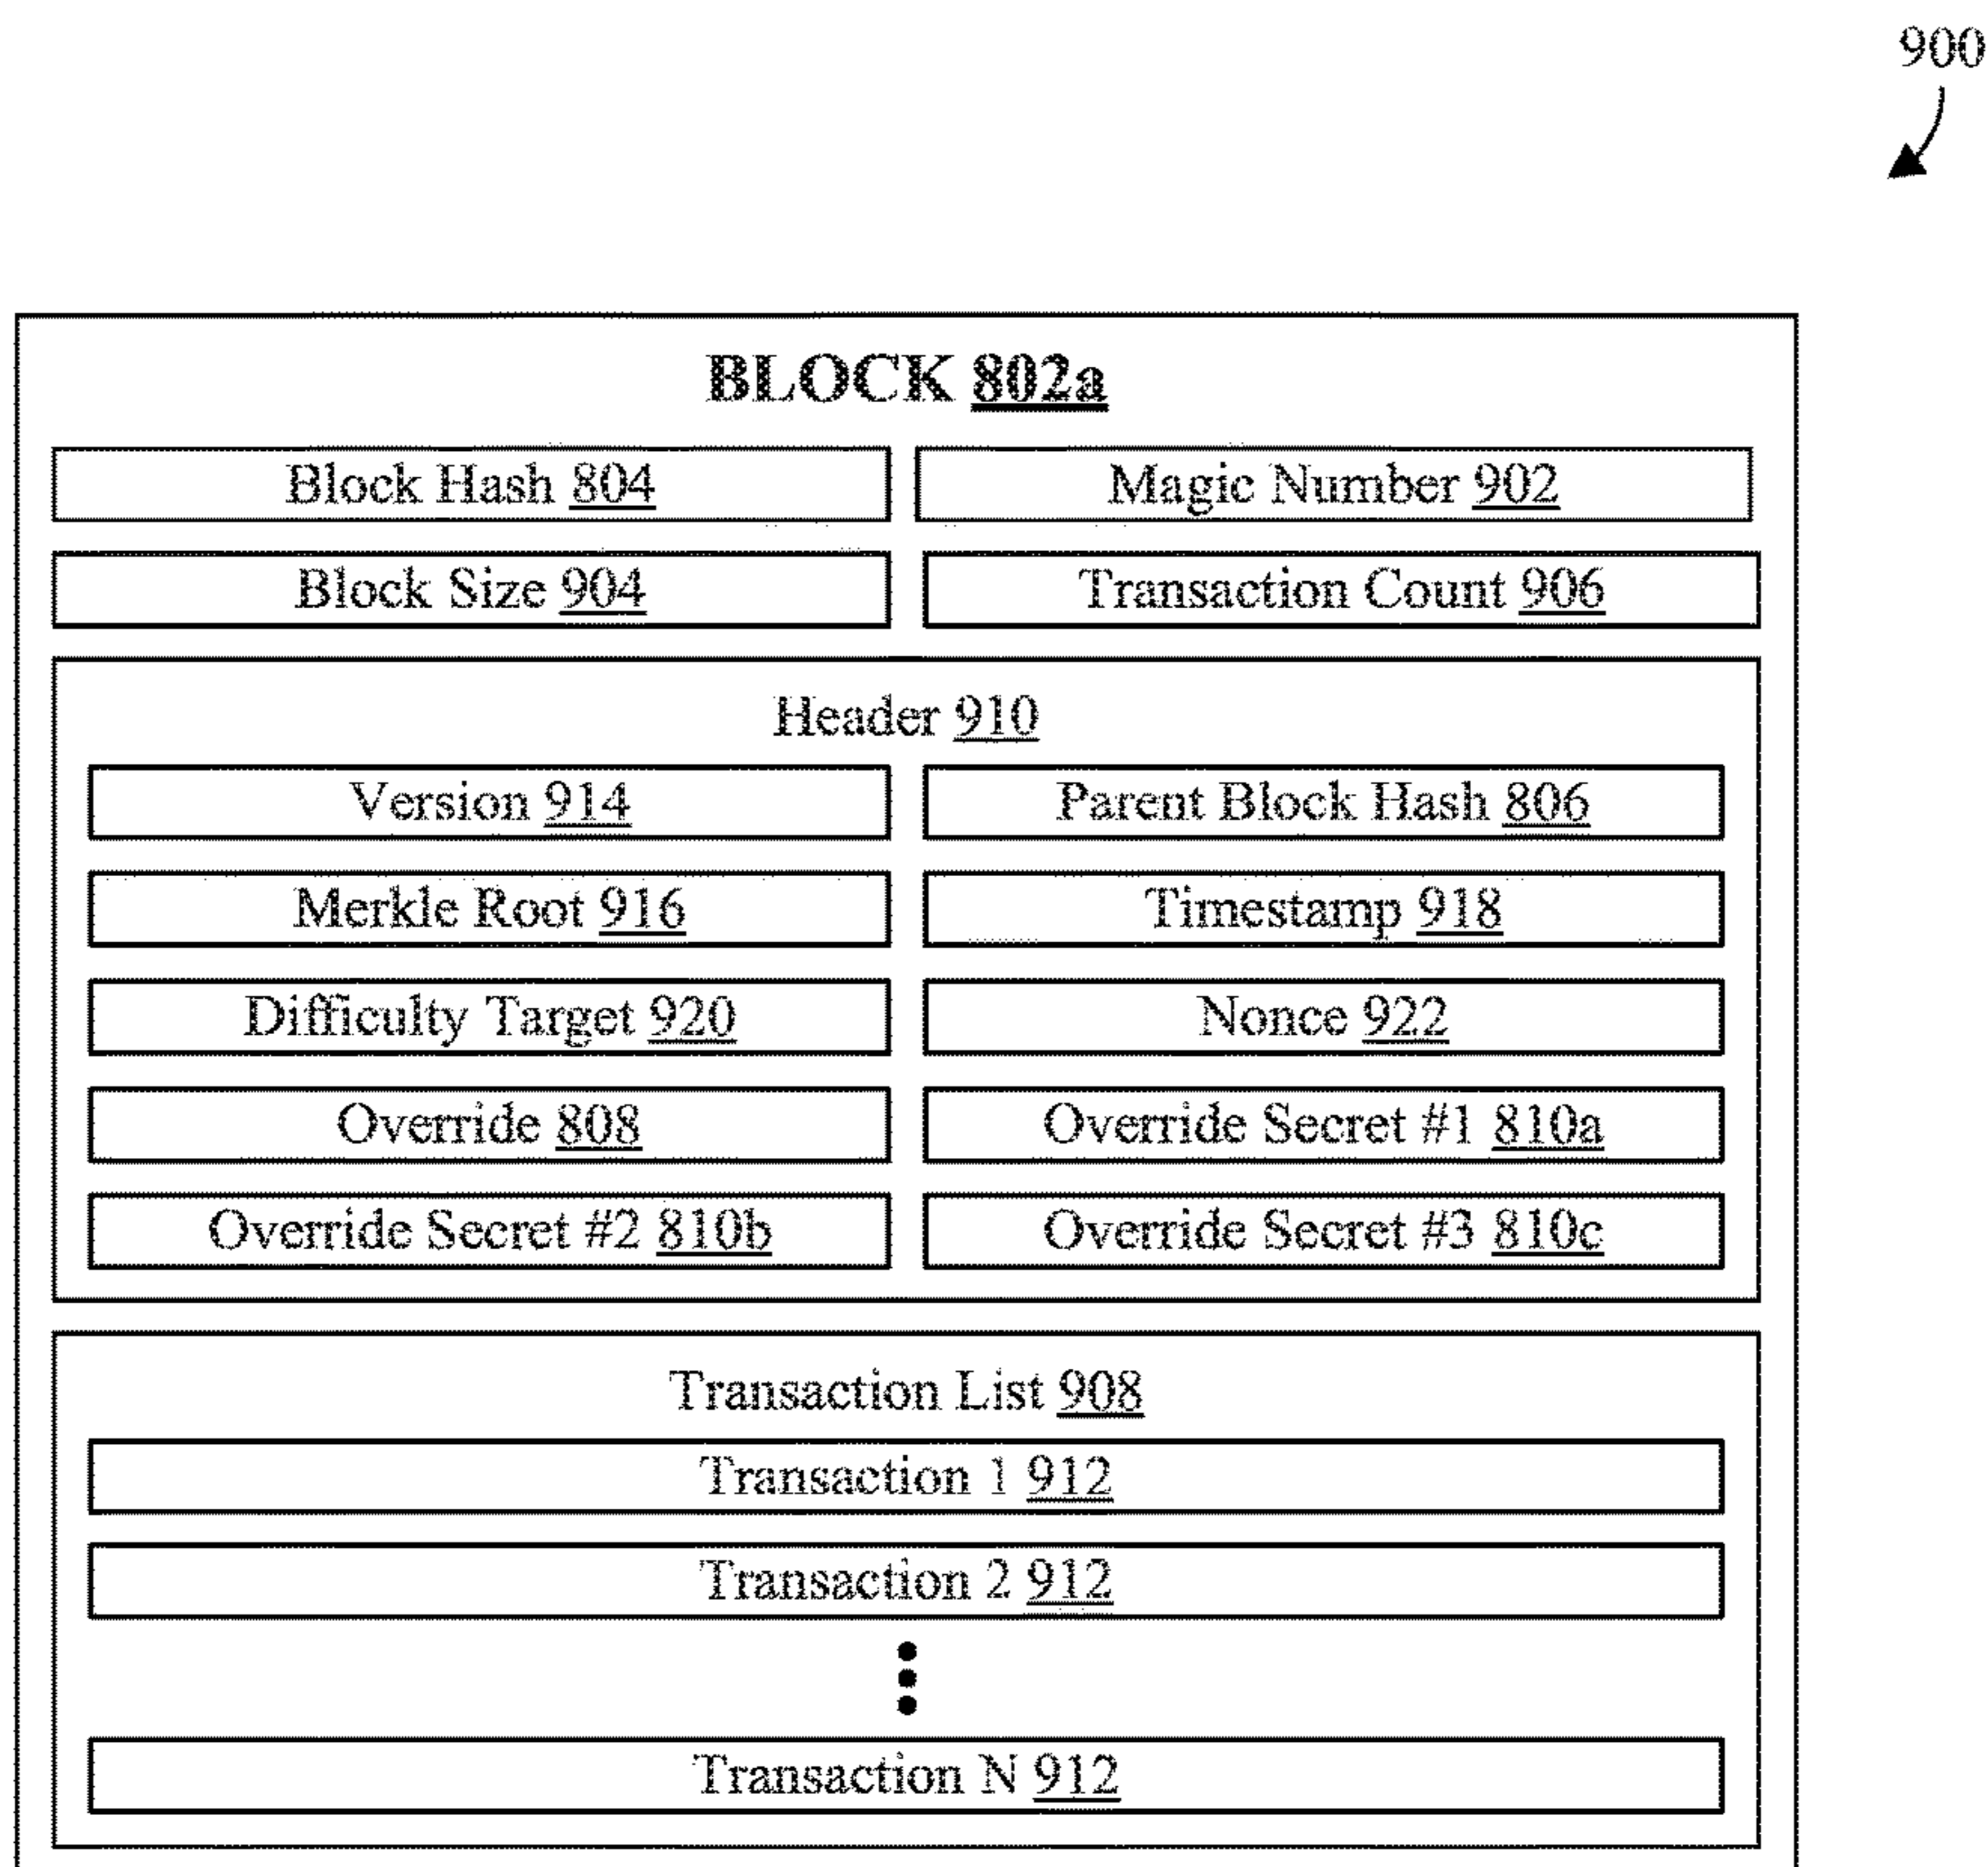 900
BLOCK 802a
Block Hash 804
Magic Number 902
Block Size 904
Transaction Count 906
Header 910
Version 914
Parent Block Hash 806
Merkle Root 916
Timestamp 918
Difficulty Target 920
Nonce 922
Override 808
Override Secret #1 810a
Override Secret #2 810b
Override Secret #3 810c
Transaction List 908
Transaction 1 912
Transaction 2 912
Transaction N 912